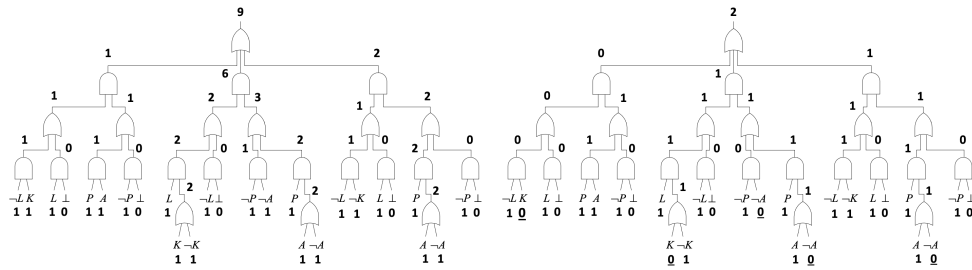 9 2
1 2 0 1
6 1
1 1 2 3 1 2 0 1 1 1 1 1
1 0 1 0 2 0 1 2 0 2 0 0 0 1 0 1 0 0 1 1 0 1 0
¬L K L ⊥ P A ¬P ⊥ L 2 ¬L ⊥ ¬P ¬A P 2 ¬L ¬K L ⊥ P 2 ¬P ⊥ ¬L K L ⊥ P A ¬P ⊥ L 1 ¬L ⊥ ¬P ¬A P 1 ¬L ¬K L ⊥ P 1 ¬P ⊥
1 1 1 0 1 1 1 0 1 1 0 1 1 1 1 1 1 0 1 1 0 1 0 1 0 1 1 1 0 1 1 0 1 0 1 1 1 1 0 1 1 0
K ¬K A ¬A A ¬A K ¬K A ¬A A ¬A
1 1 1 1 1 1 0 1 1 0 1 0